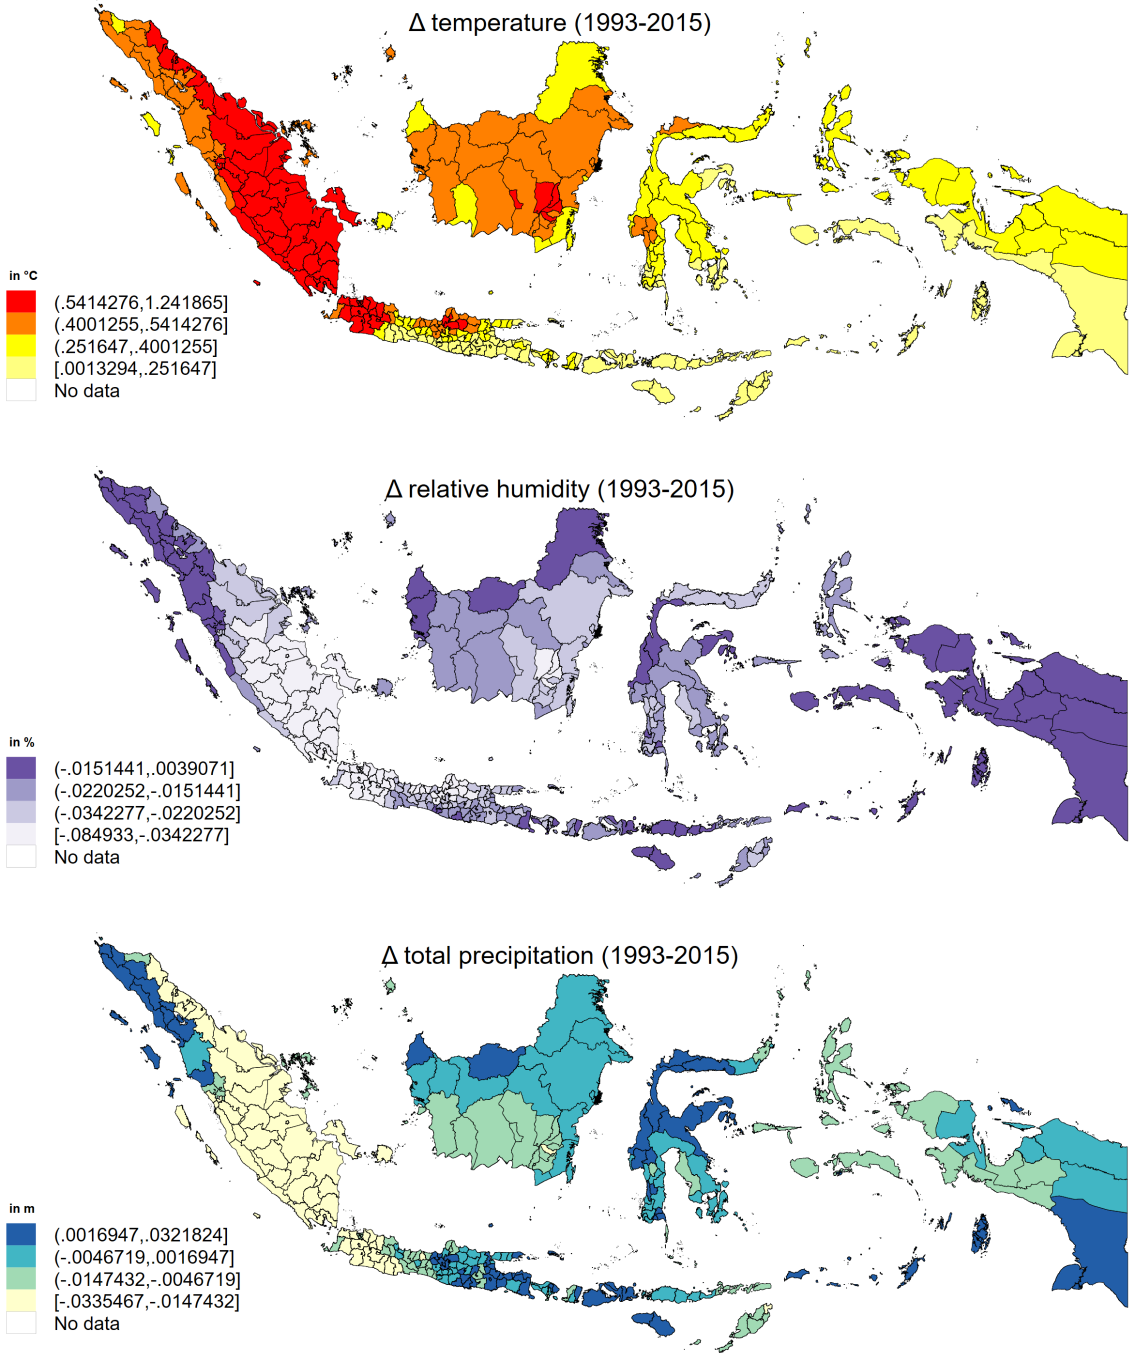 Δ temperature (1993-2015)
in °C
(.5414276,1.241865]
(.4001255,.5414276]
(.251647,.4001255]
[.0013294,.251647]
No data
Δ relative humidity (1993-2015)
in %
(-.0151441,.0039071]
(-.0220252,-.0151441]
(-.0342277,-.0220252]
[-.084933,-.0342277]
No data
Δ total precipitation (1993-2015)
in m
(.0016947,.0321824]
(-.0046719,.0016947]
(-.0147432,-.0046719]
[-.0335467,-.0147432]
No data